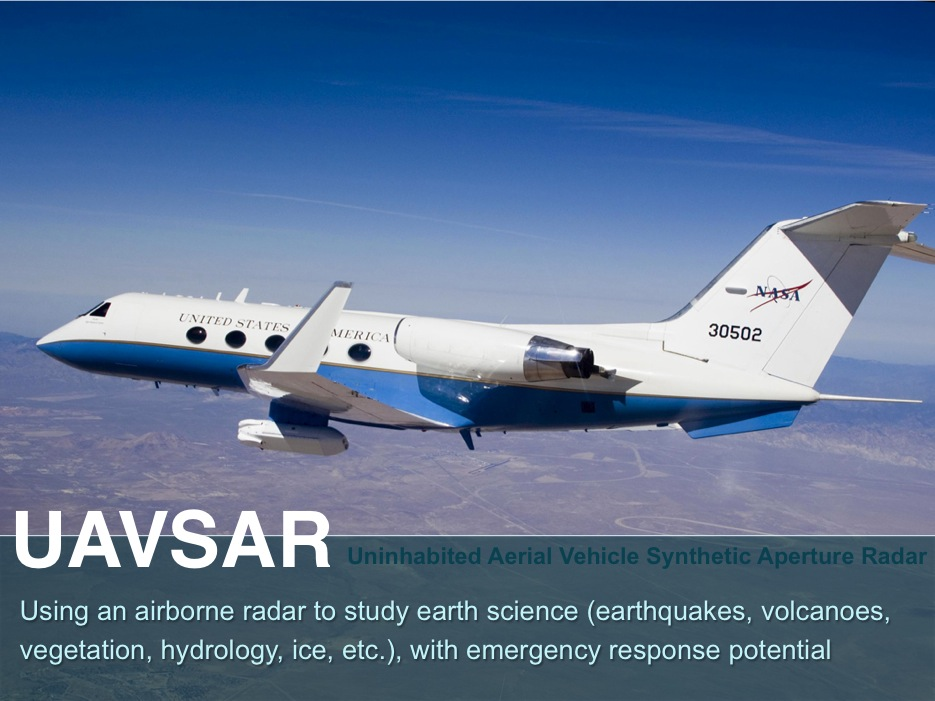 NASA
30502
UNITED STATES MERICA
UAVSAR
Uninhabited Aerial Vehicle Synthetic Aperture Radar
Using an airborne radar to study earth science (earthquakes, volcanoes,
vegetation, hydrology, ice, etc.), with emergency response potential